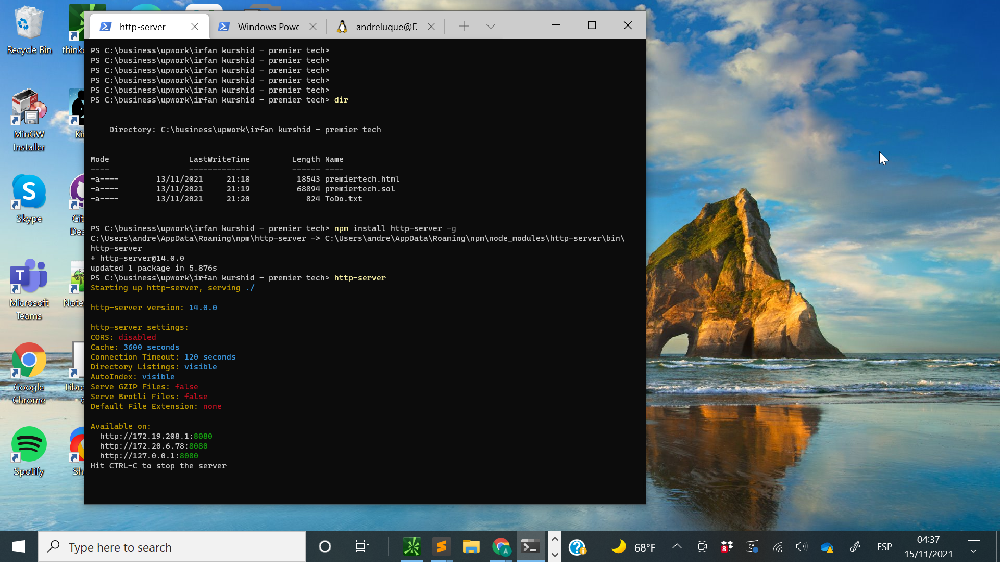 http-server
Windows Powe
andreluque@D
PS C:\business\upwork\irfan kurshid - premier tech>
PS C:\business\upwork\irfan kurshid - premier tech>
PS C:\business\upwork\irfan kurshid - premier tech>
PS C:\business\upwork\irfan kurshid - premier tech>
PS C:\business\upwork\irfan kurshid - premier tech>
PS C:\business\upwork\irfan kurshid - premier tech> dir
Directory: C:\business\upwork\irfan kurshid - premier tech
Mode LastWriteTime Length Name
---- ------------- ------ ----
-a---- 13/11/2021 21:18 18543 premiertech.html
-a---- 13/11/2021 21:19 68894 premiertech.sol
-a---- 13/11/2021 21:20 824 ToDo.txt
PS C:\business\upwork\irfan kurshid - premier tech> npm install http-server -g
C:\Users\andre\AppData\Roaming\npm\http-server -> C:\Users\andre\AppData\Roaming\npm\node_modules\http-server\bin\
http-server
+ http-server@14.0.0
updated 1 package in 5.876s
PS C:\business\upwork\irfan kurshid - premier tech> http-server
Starting up http-server, serving ./
http-server version: 14.0.0
http-server settings:
CORS: disabled
Cache: 3600 seconds
Connection Timeout: 120 seconds
Directory Listings: visible
AutoIndex: visible
Serve GZIP Files: false
Serve Brotli Files: false
Default File Extension: none
Available on:
http://172.19.208.1:8080
http://172.20.6.78:8080
http://127.0.0.1:8080
Hit CTRL-C to stop the server
Recycle Bin
think
MinGW
Installer
Ki
Skype
Git
Des
Microsoft
Teams
Note
Google
Chrome
Libre
6
Spotify
Sh
Type here to search
A
68°F
8
ESP
04:37
15/11/2021